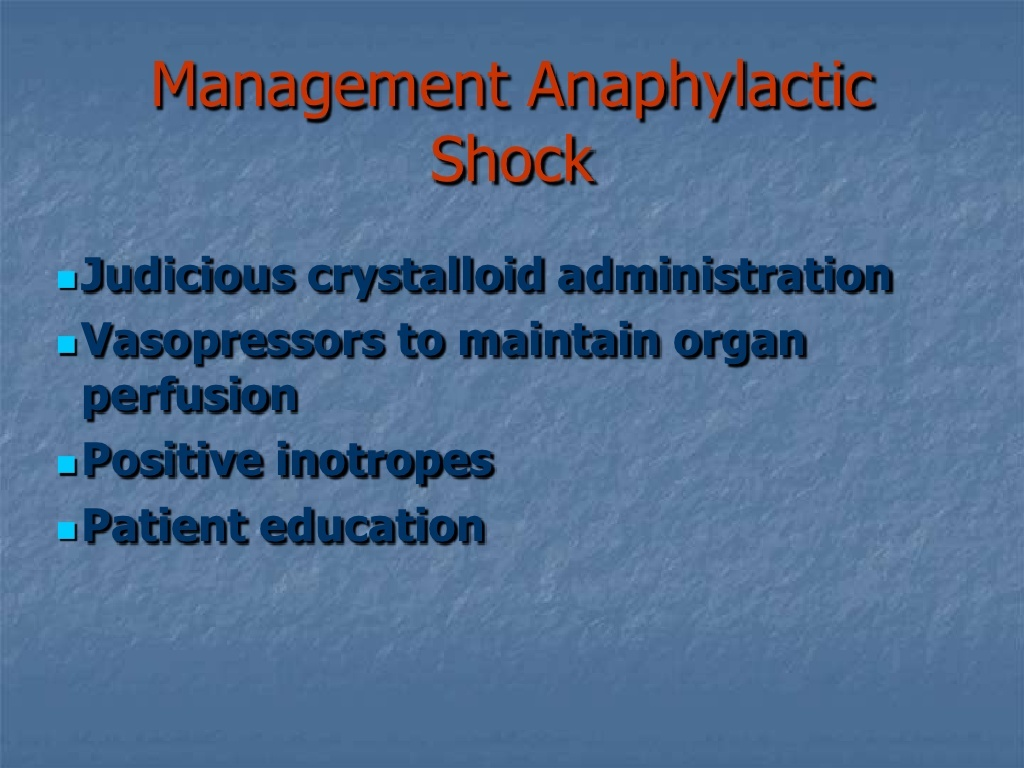 Management Anaphylactic
Shock
Judicious crystalloid administration
Vasopressors to maintain organ
perfusion
Positive inotropes
Patient education